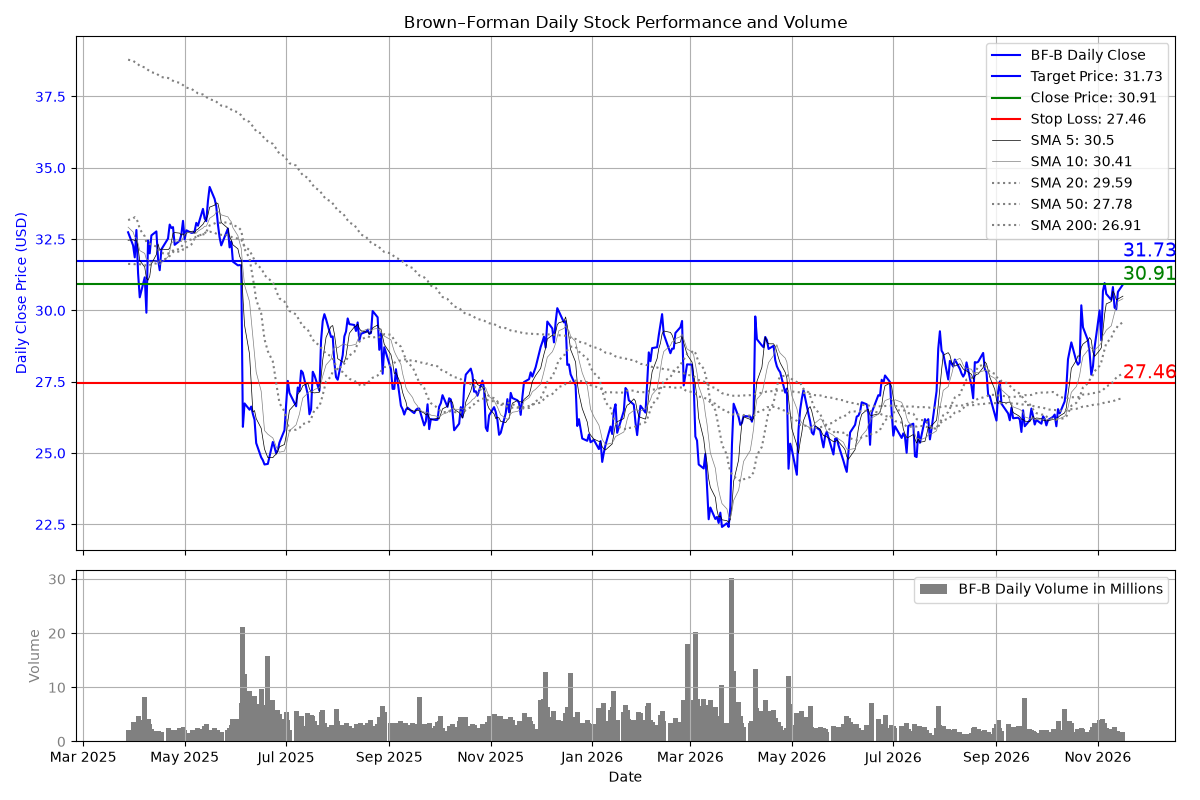 Brown–Forman Daily Stock Performance and Volume
BF-B Daily Close
Target Price: 31.73
Close Price: 30.91
Stop Loss: 27.46
SMA 5: 30.5
SMA 10: 30.41
SMA 20: 29.59
SMA 50: 27.78
SMA 200: 26.91
Daily Close Price (USD)
37.5
35.0
32.5
30.0
27.5
25.0
22.5
31.73
30.91
27.46
BF-B Daily Volume in Millions
Volume
30
20
10
0
Mar 2025 May 2025 Jul 2025 Sep 2025 Nov 2025 Jan 2026 Mar 2026 May 2026 Jul 2026 Sep 2026 Nov 2026
Date